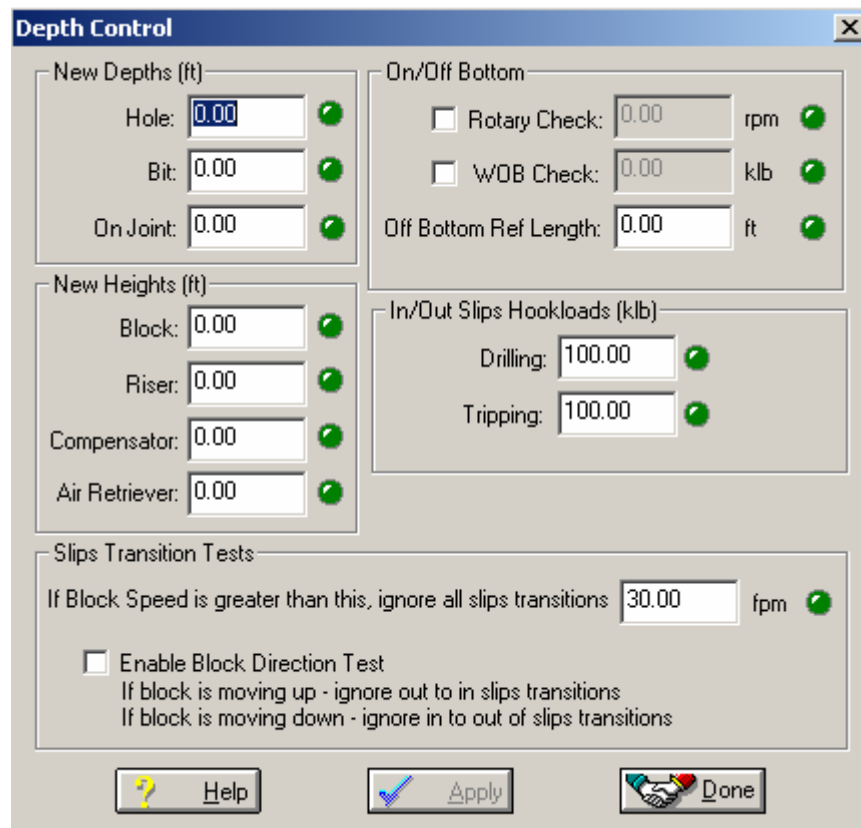 Depth Control
New Depths (ft)
Hole: 0.00
Bit: 0.00
On Joint: 0.00
On/Off Bottom
Rotary Check: 0.00 rpm
WOB Check: 0.00 klb
Off Bottom Ref Length: 0.00 ft
New Heights (ft)
Block: 0.00
Riser: 0.00
Compensator: 0.00
Air Retriever: 0.00
In/Out Slips Hookloads (klb)
Drilling: 100.00
Tripping: 100.00
Slips Transition Tests
If Block Speed is greater than this, ignore all slips transitions 30.00 fpm
Enable Block Direction Test
If block is moving up - ignore out to in slips transitions
If block is moving down - ignore in to out of slips transitions
Help
Apply
Done